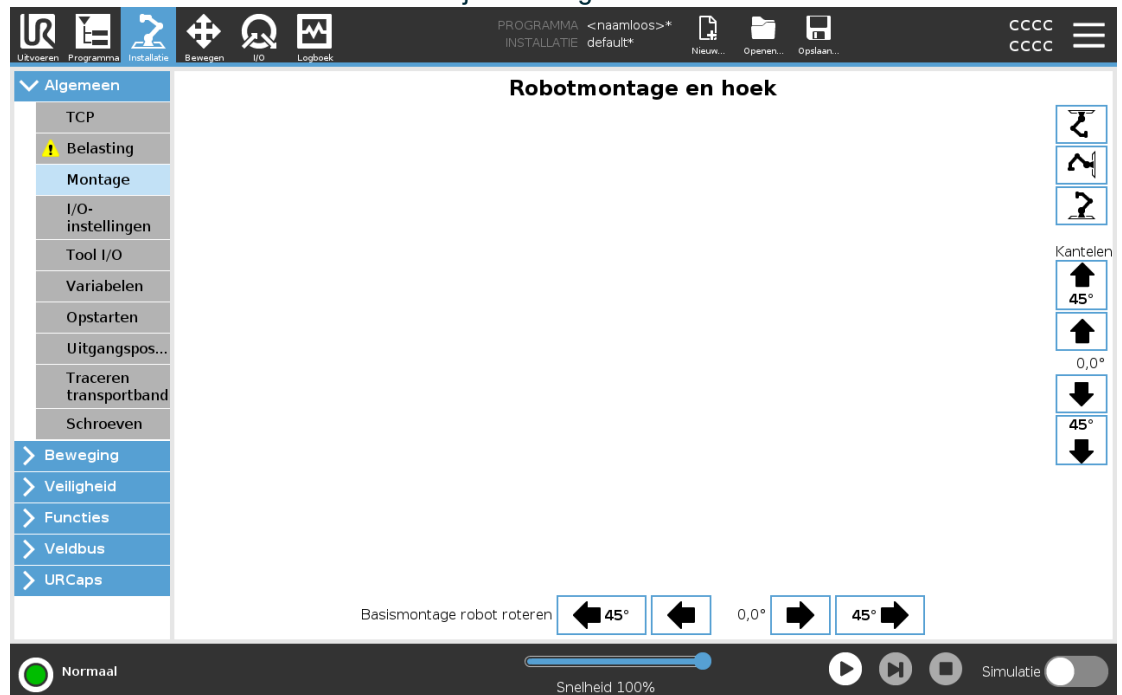 PROGRAMMA <naamloos>*
INSTALLATIE default*
Uitvoeren
Programma
Installatie
Bewegen
I/O
Logboek
Nieuw...
Openen...
Opslaan...
CCCC
CCCC
Algemeen
Robotmontage en hoek
TCP
Belasting
Montage
I/O-
instellingen
Tool I/O
Variabelen
Opstarten
Uitgangspos...
Traceren
transportband
Schroeven
Beweging
Veiligheid
Functies
Veldbus
URCaps
Kantelen
45°
0,0°
45°
Basismontage robot roteren
45°
0,0°
45°
Normaal
Snelheid 100%
Simulatie